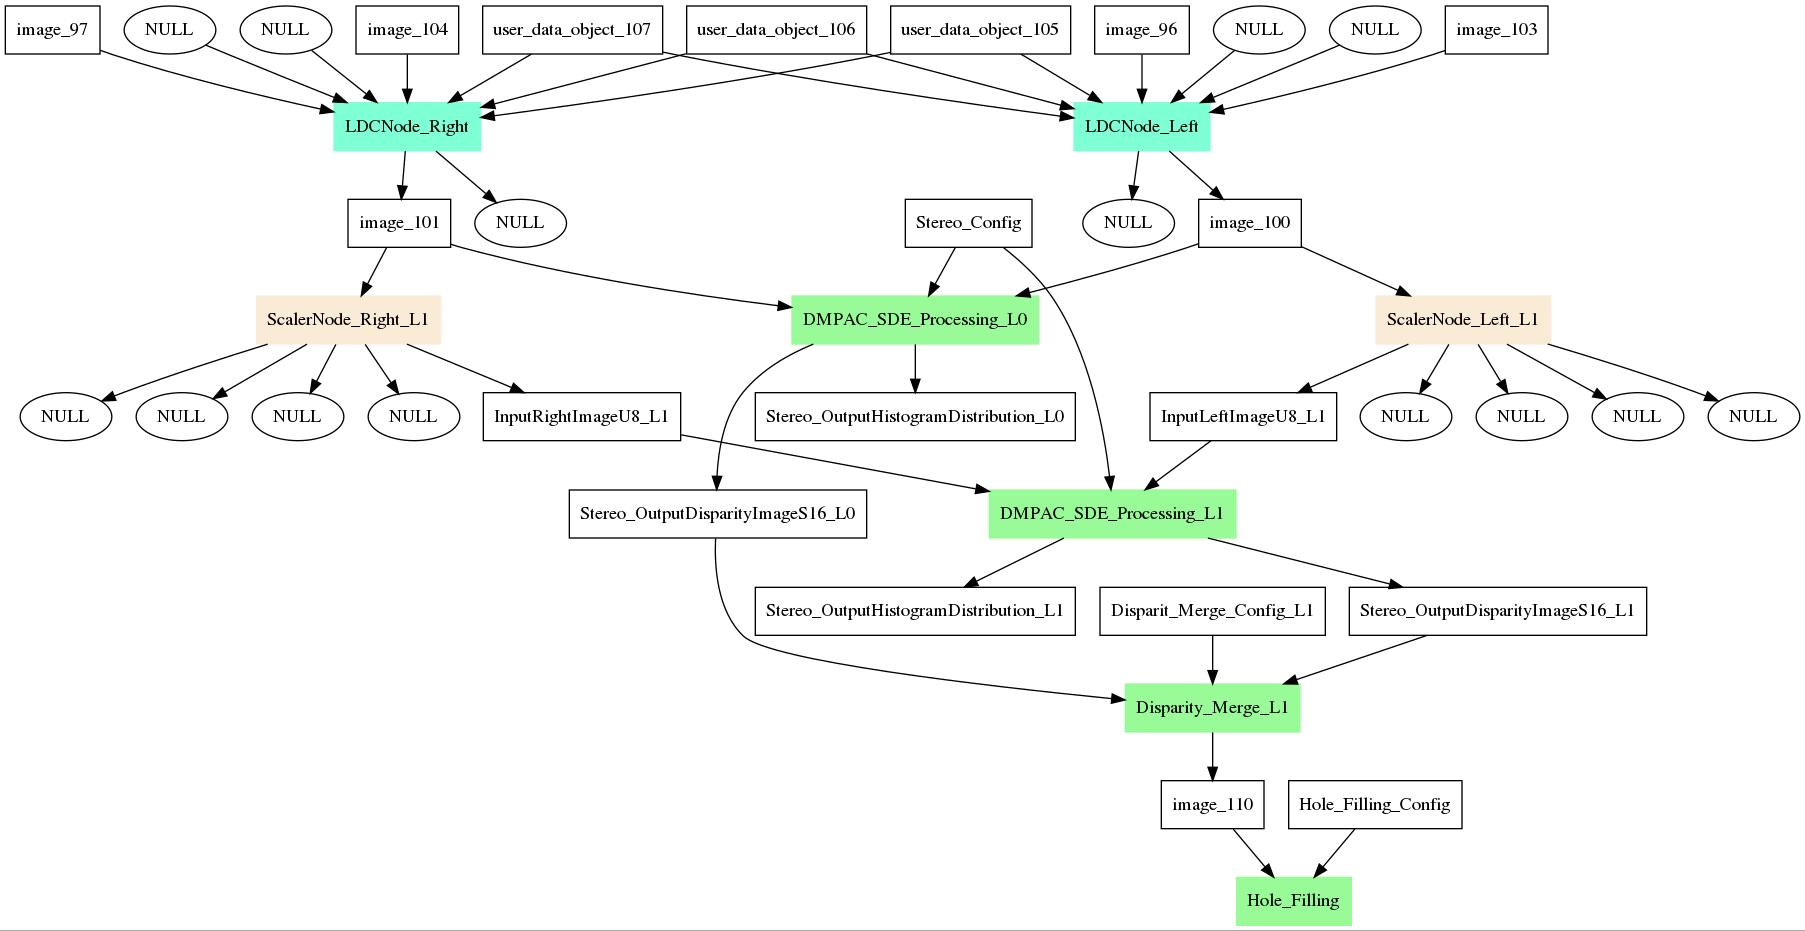 image_97
NULL
NULL
image_104
user_data_object_107
user_data_object_106
user_data_object_105
image_96
NULL
NULL
image_103
LDCNode_Right
LDCNode_Left
image_101
NULL
Stereo_Config
NULL
image_100
ScalerNode_Right_L1
DMPAC_SDE_Processing_L0
ScalerNode_Left_L1
NULL
NULL
NULL
NULL
InputRightImageU8_L1
Stereo_OutputHistogramDistribution_L0
InputLeftImageU8_L1
NULL
NULL
NULL
NULL
Stereo_OutputDisparityImageS16_L0
DMPAC_SDE_Processing_L1
Stereo_OutputHistogramDistribution_L1
Disparit_Merge_Config_L1
Stereo_OutputDisparityImageS16_L1
Disparity_Merge_L1
image_110
Hole_Filling_Config
Hole_Filling